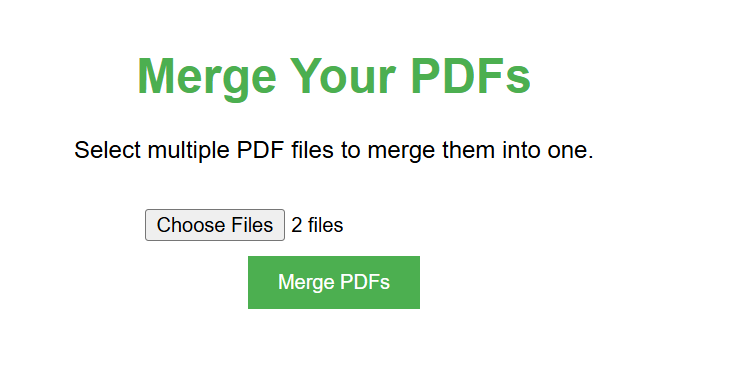 Merge Your PDFs
Select multiple PDF files to merge them into one.
Choose Files 2 files
Merge PDFs